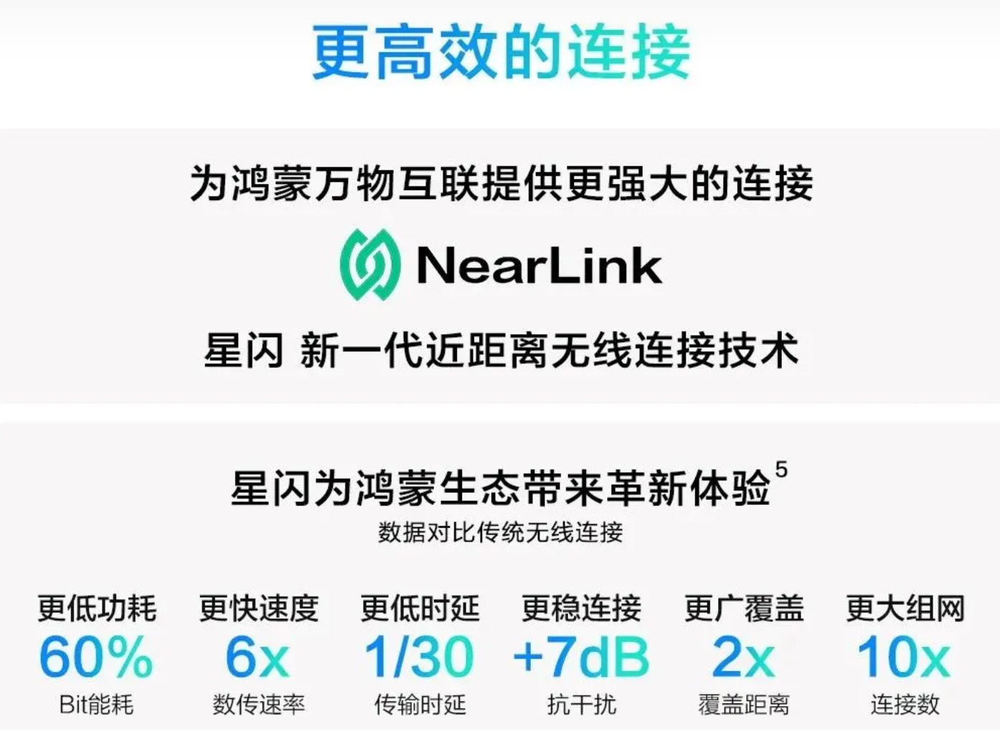 更高效的连接
为鸿蒙万物互联提供更强大的连接
NearLink
星闪 新一代近距离无线连接技术
星闪为鸿蒙生态带来革新体验5
数据对比传统无线连接
更低功耗 更快速度 更低时延 更稳连接 更广覆盖 更大组网
60% 6x 1/30 +7dB 2x 10x
Bit能耗 数传速率 传输时延 抗干扰 覆盖距离 连接数